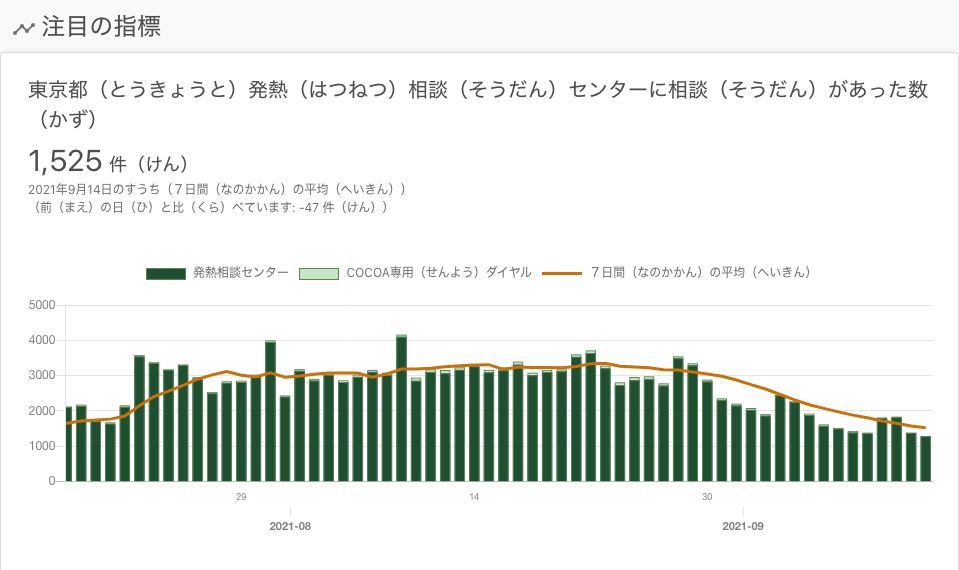 注目の指標
東京都（とうきょうと）発熱（はつねつ）相談（そうだん）センターに相談（そうだん）があった数
（かず）
1,525 件（けん）
2021年9月14日のすうち（７日間（なのかかん）の平均（へいきん））
（前（まえ）の日（ひ）と比（くら）べています: -47 件（けん））
発熱相談センター COCOA専用（せんよう）ダイヤル ７日間（なのかかん）の平均（へいきん）
5000
4000
3000
2000
1000
0
29 14 30
2021-08 2021-09